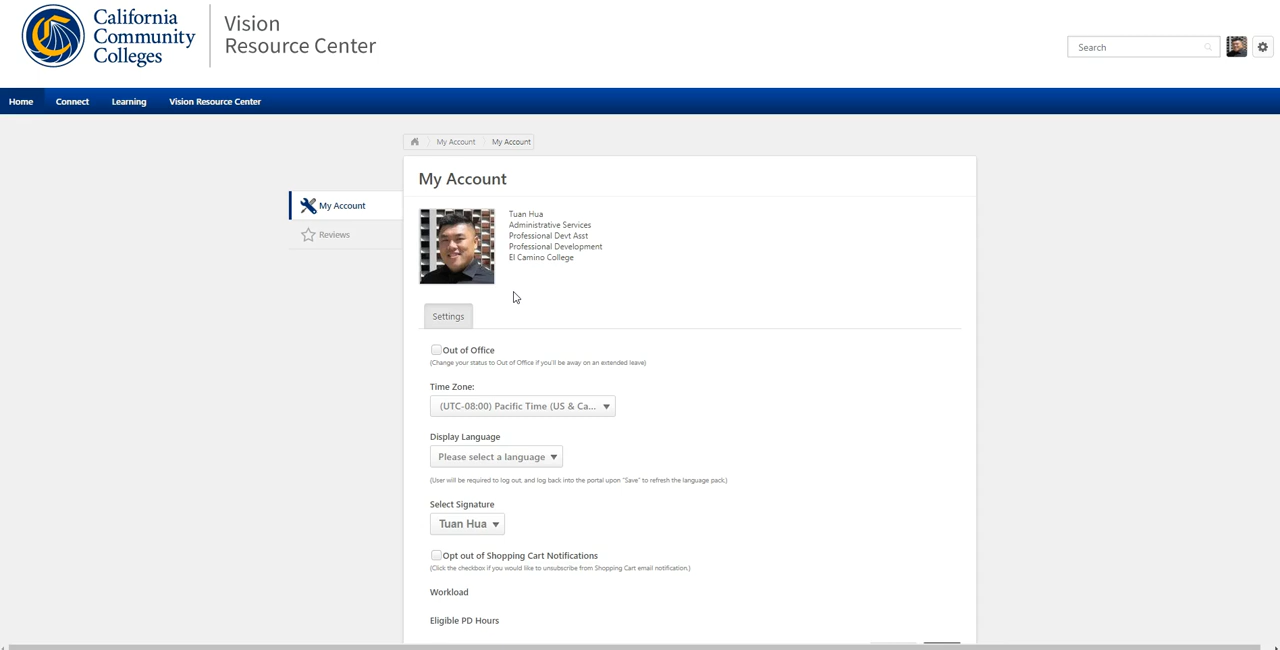 California
Community
Colleges
Vision
Resource Center
Search
Home
Connect
Learning
Vision Resource Center
My Account
My Account
My Account
My Account
Reviews
Tuan Hua
Administrative Services
Professional Devt Asst
Professional Development
El Camino College
Settings
Out of Office
(Change your status to Out of Office if you'll be away on an extended leave)
Time Zone:
(UTC-08:00) Pacific Time (US & Ca...
Display Language
Please select a language
(User will be required to log out, and log back into the portal upon "Save" to refresh the language pack.)
Select Signature
Tuan Hua
Opt out of Shopping Cart Notifications
(Click the checkbox if you would like to unsubscribe from Shopping Cart email notification.)
Workload
Eligible PD Hours